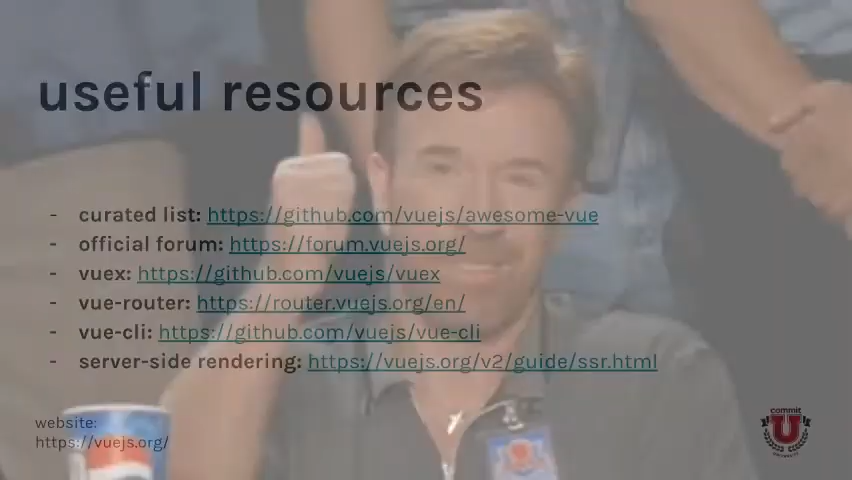 useful resources
- curated list: https://github.com/vuejs/awesome-vue
- official forum: https://forum.vuejs.org/
- vuex: https://github.com/vuejs/vuex
- vue-router: https://router.vuejs.org/en/
- vue-cli: https://github.com/vuejs/vue-cli
- server-side rendering: https://vuejs.org/v2/guide/ssr.html
website:
https://vuejs.org/
commit
U